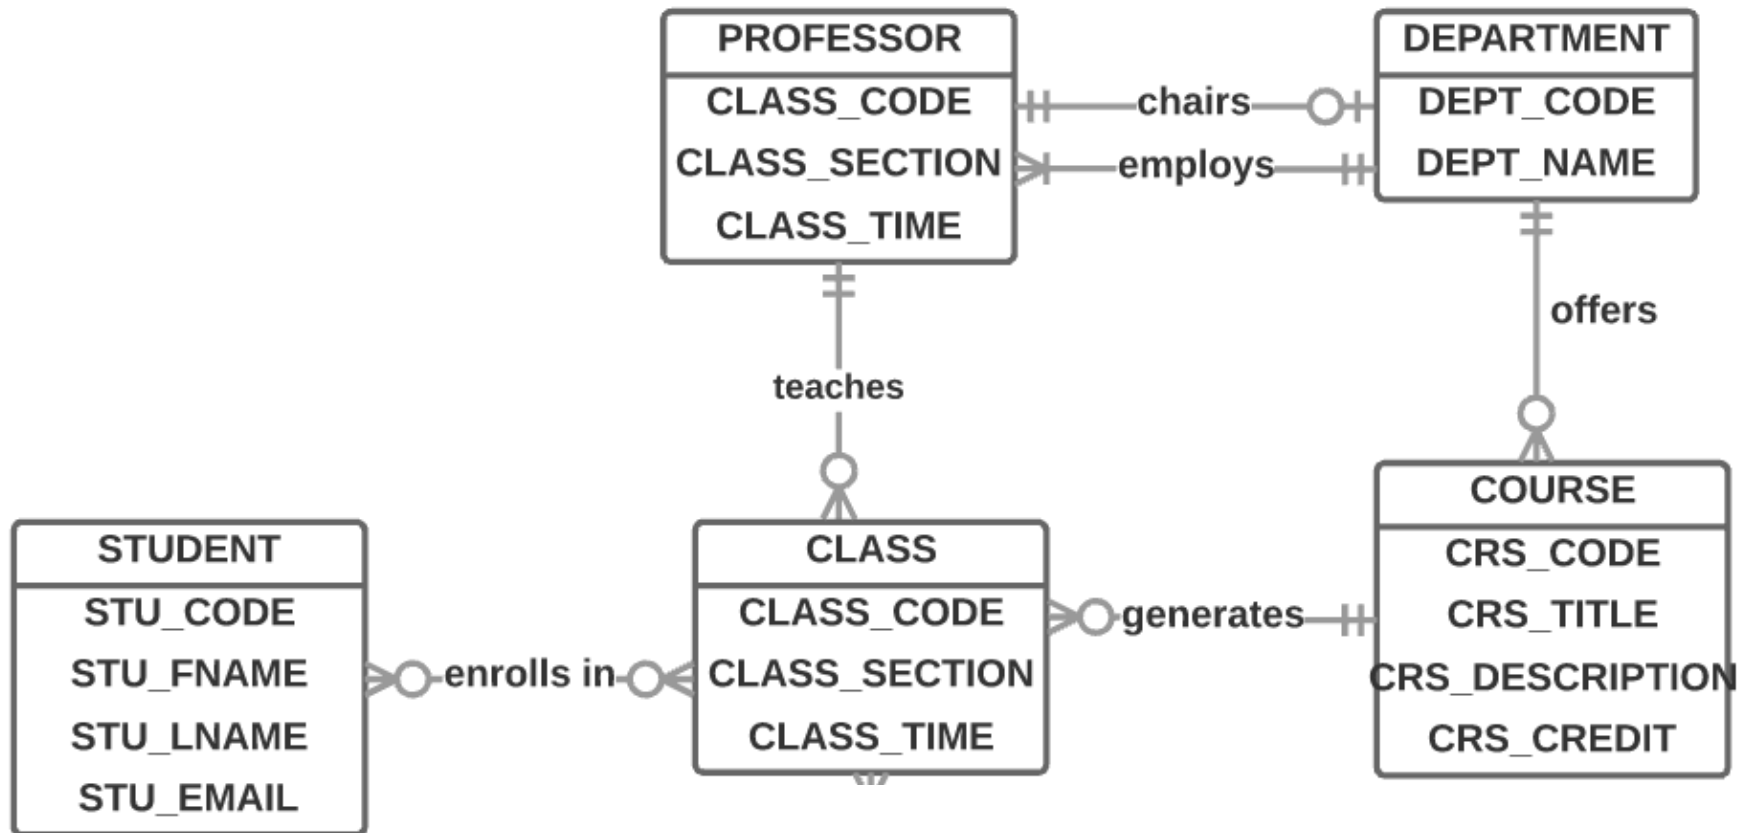 PROFESSOR
CLASS_CODE
CLASS_SECTION
CLASS_TIME
chairs
employs
DEPARTMENT
DEPT_CODE
DEPT_NAME
teaches
offers
STUDENT
STU_CODE
STU_FNAME
STU_LNAME
STU_EMAIL
enrolls in
CLASS
CLASS_CODE
CLASS_SECTION
CLASS_TIME
generates
COURSE
CRS_CODE
CRS_TITLE
CRS_DESCRIPTION
CRS_CREDIT